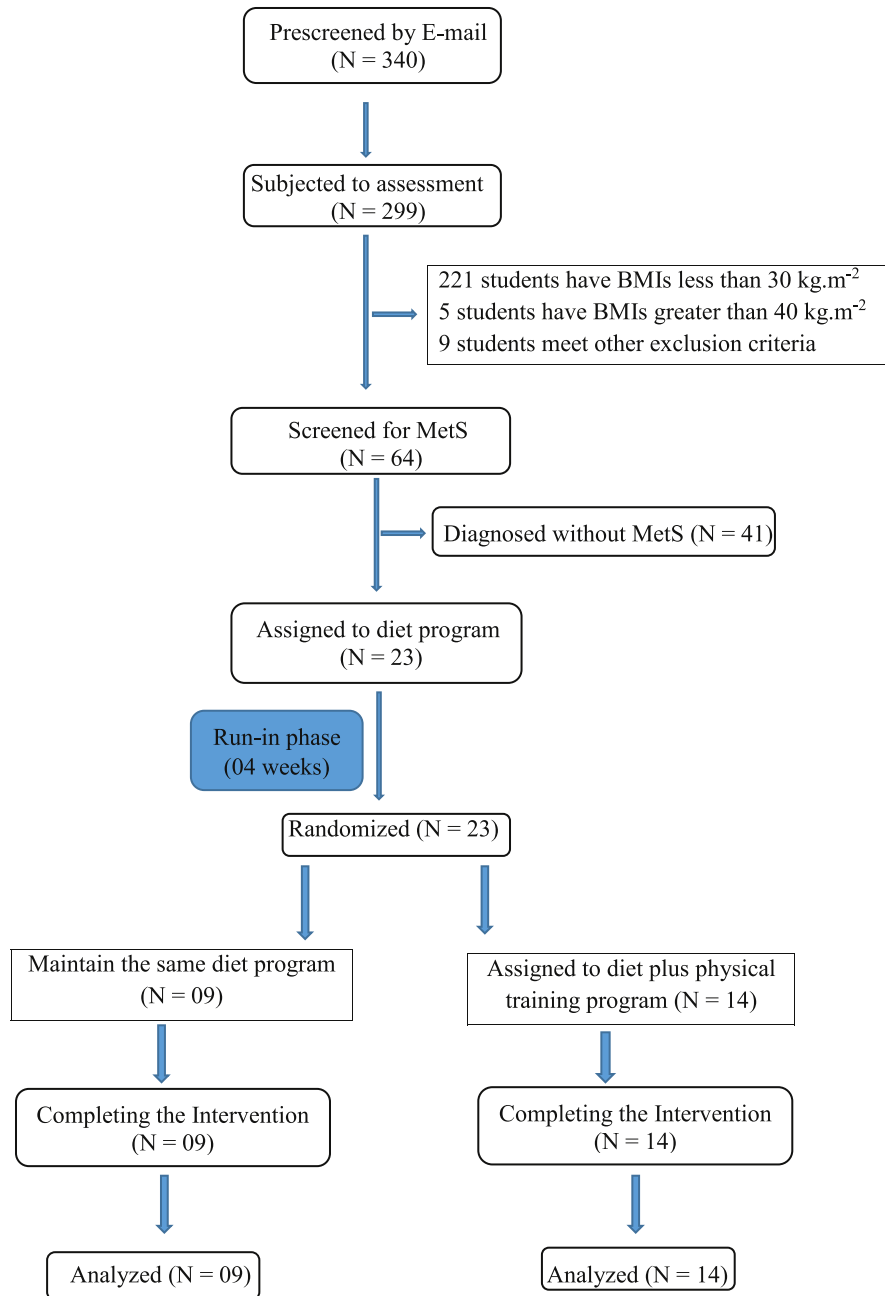 Prescreened by E-mail
(N = 340)
Subjected to assessment
(N = 299)
221 students have BMIs less than 30 kg.m⁻²
5 students have BMIs greater than 40 kg.m⁻²
9 students meet other exclusion criteria
Screened for MetS
(N = 64)
Diagnosed without MetS (N = 41)
Assigned to diet program
(N = 23)
Run-in phase
(04 weeks)
Randomized (N = 23)
Maintain the same diet program
(N = 09)
Assigned to diet plus physical
training program (N = 14)
Completing the Intervention
(N = 09)
Completing the Intervention
(N = 14)
Analyzed (N = 09)
Analyzed (N = 14)